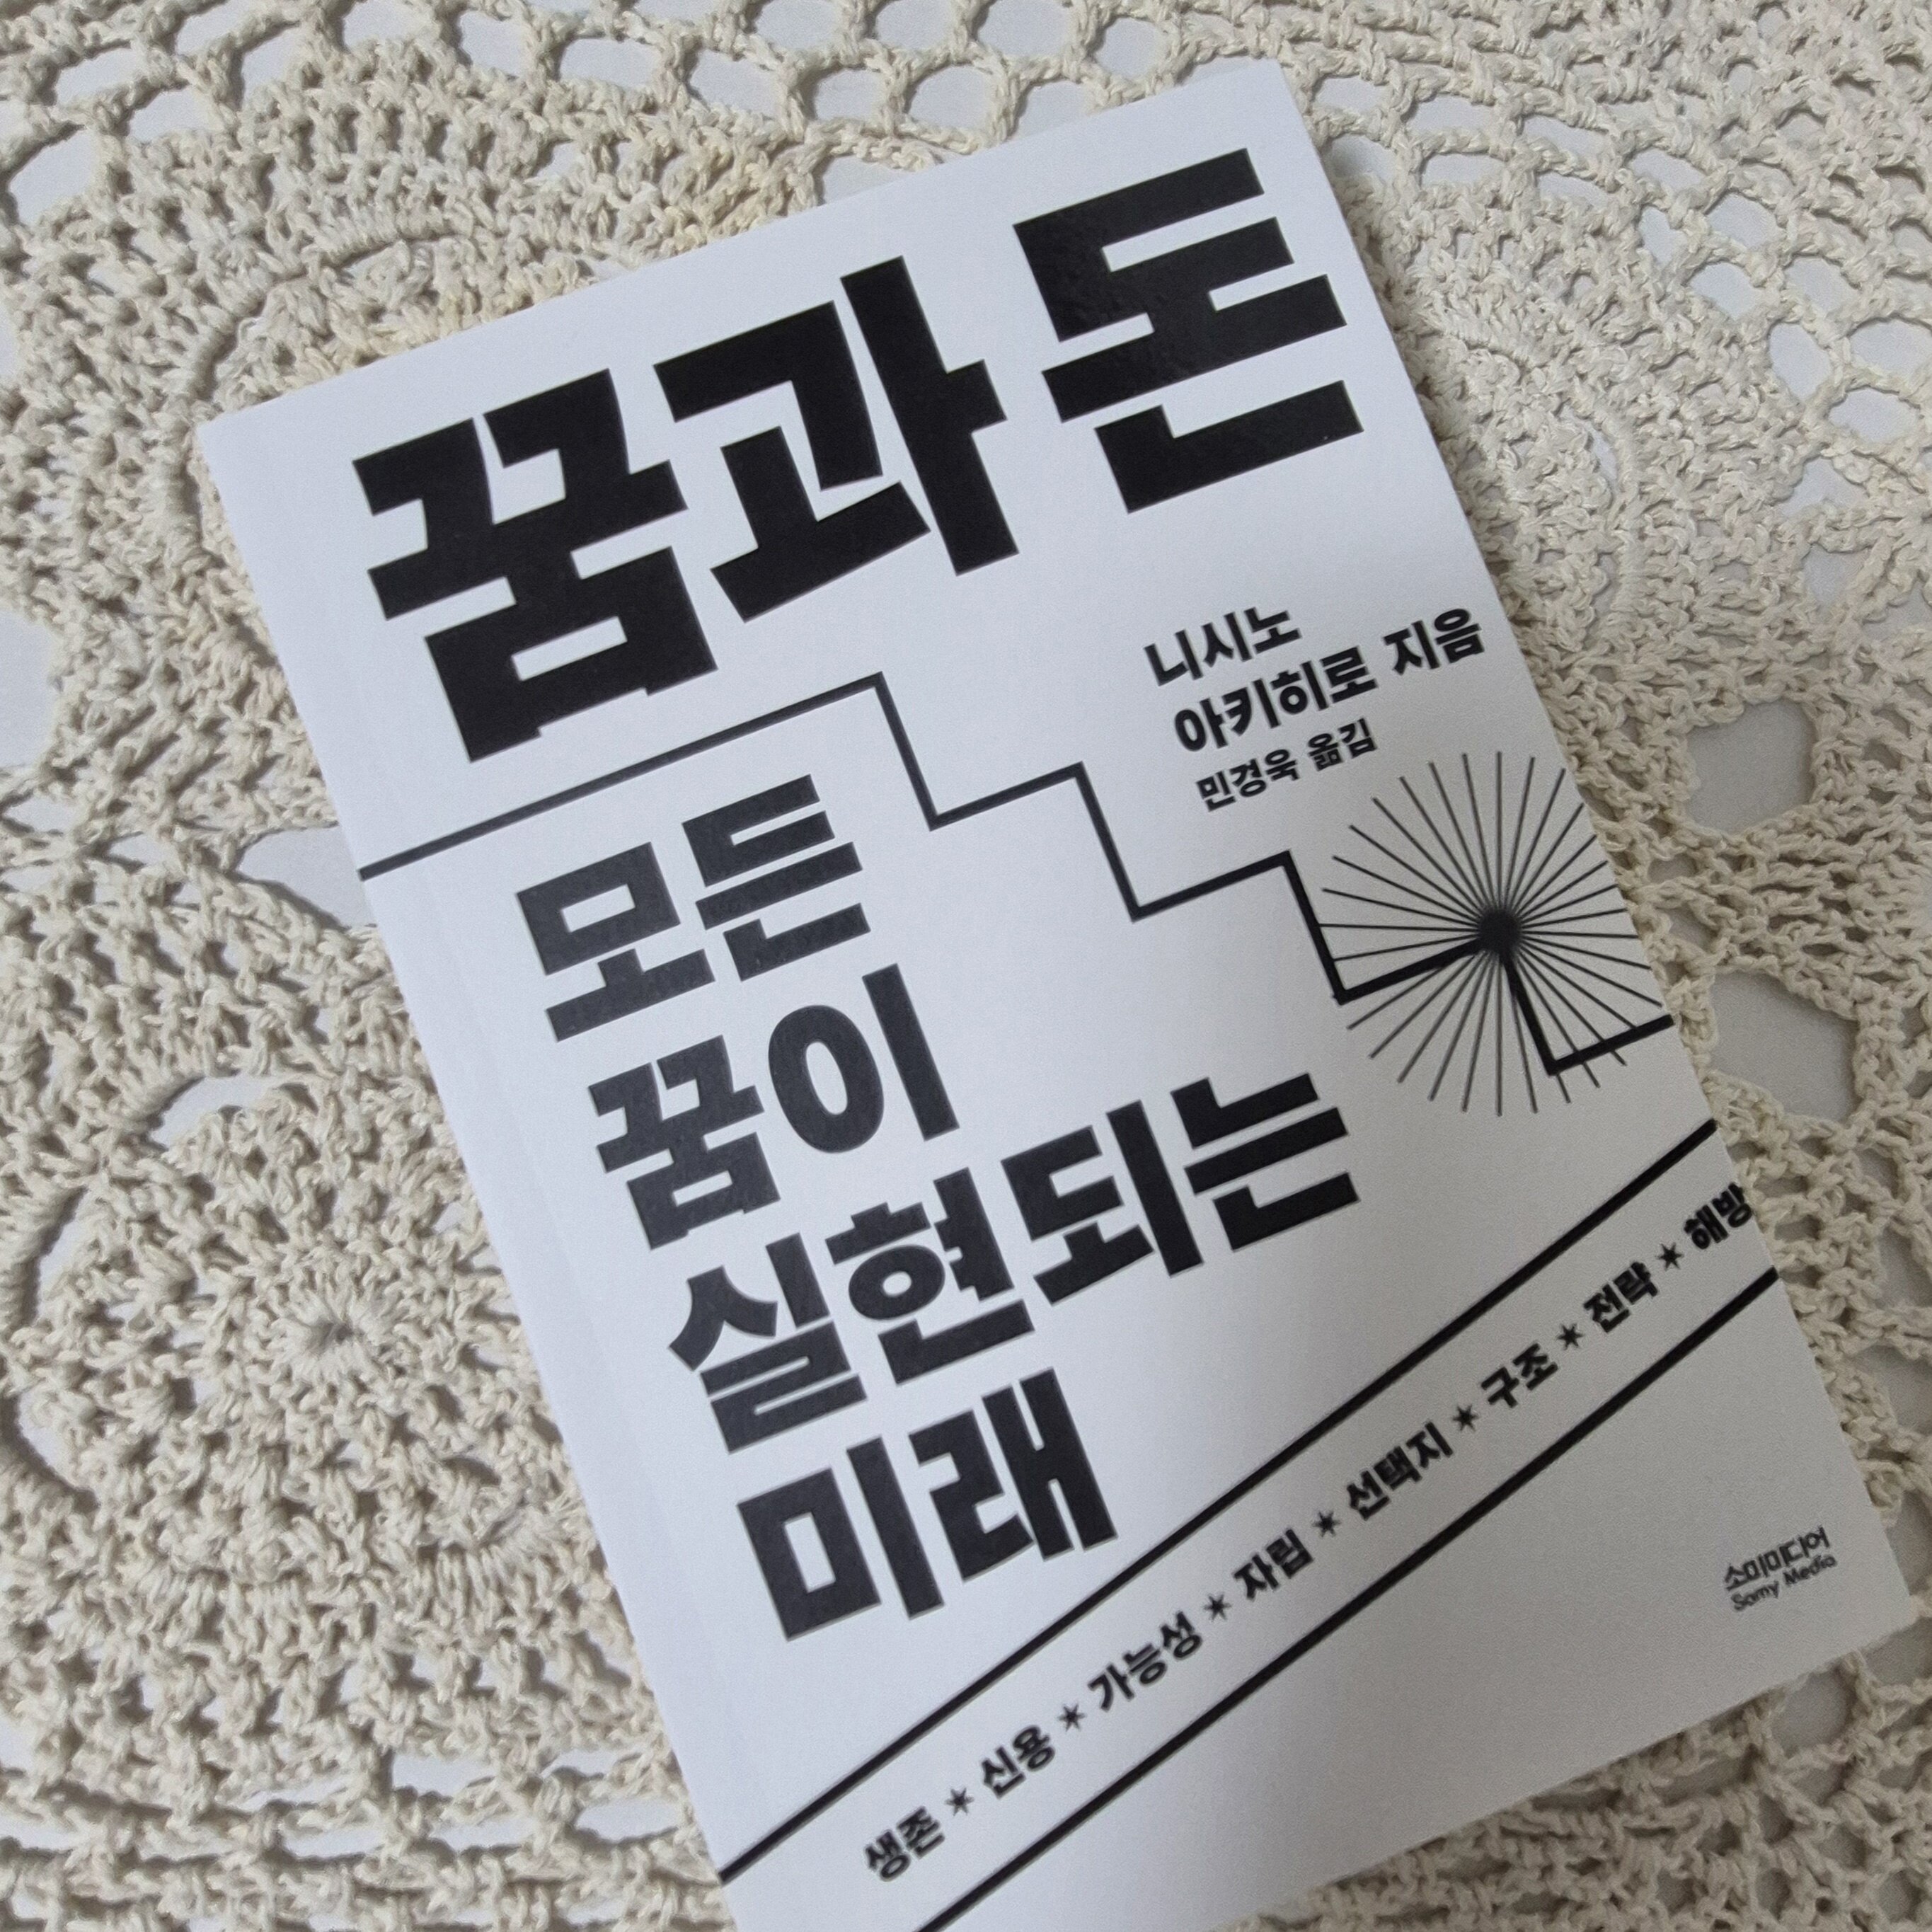 꿈과 돈
니시노
아키히로 지음
민경욱 옮김
모든
꿈이
실현되는
미래
생존 * 신용 * 가능성 * 자립 * 선택지 * 구조 * 전략 * 해방
소미미디어
Somy Media